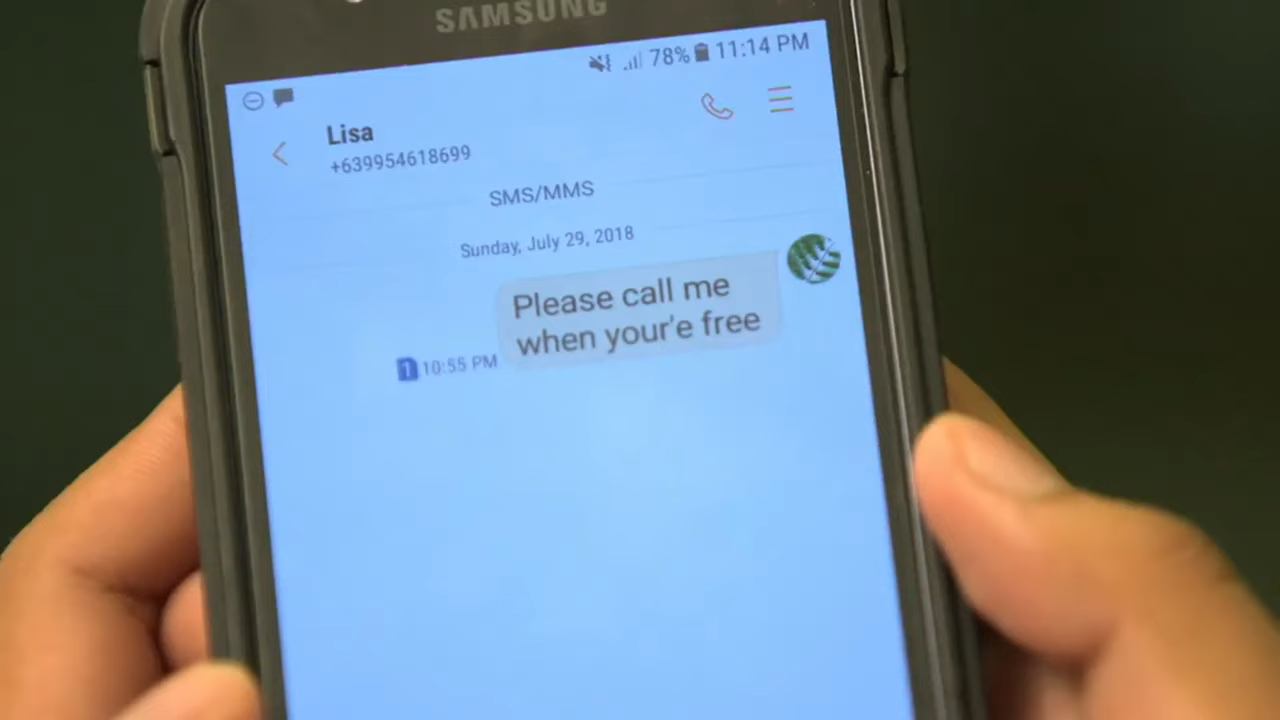 SAMSUNG
78% 11:14 PM
Lisa
+639954618699
SMS/MMS
Sunday, July 29, 2018
Please call me
when your'e free
1 10:55 PM